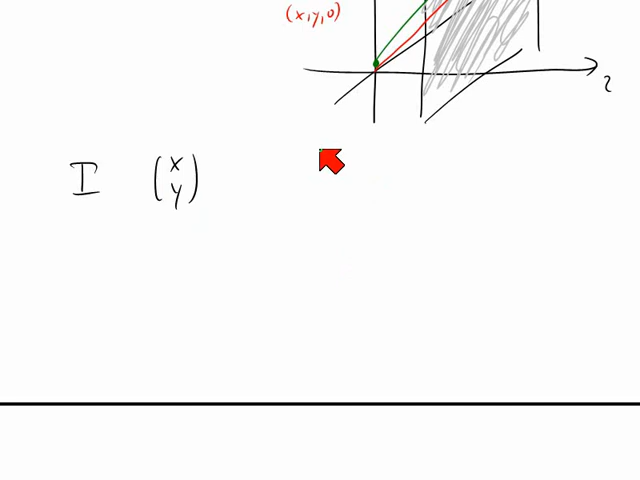 (x,y,0)
z
I (x
y)